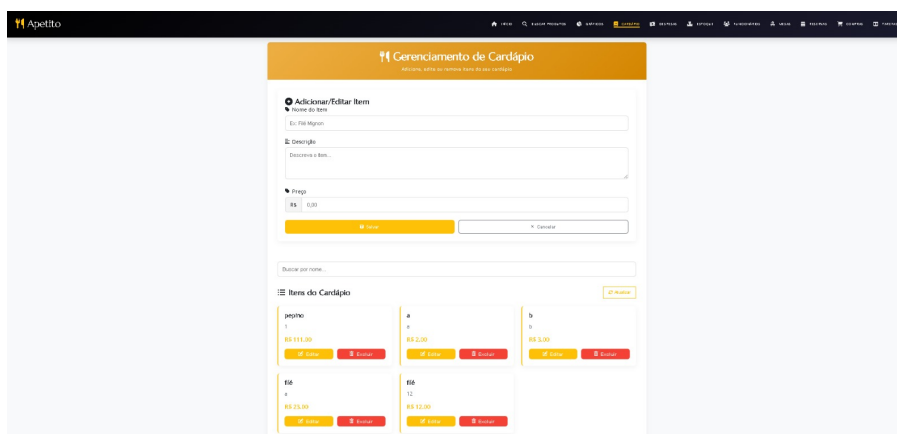 Apetito
INÍCIO BUSCAR PRODUTOS GRÁFICOS CARDÁPIO DESPESAS ESTOQUE FUNCIONÁRIOS MESAS RECEITAS COMPRAS
Gerenciamento de Cardápio
Adicione, edite ou remova itens do seu cardápio
Adicionar/Editar Item
Nome do Item
Ex: Filé Mignon
Descrição
Descreva o item...
Preço
R$ 0,00
Salvar Cancelar
Buscar por nome...
Itens do Cardápio
pepino a b
1 a b
R$ 111,00 R$ 2,00 R$ 3,00
Editar Excluir Editar Excluir Editar Excluir
filé filé
a 12
R$ 23,00 R$ 12,00
Editar Excluir Editar Excluir